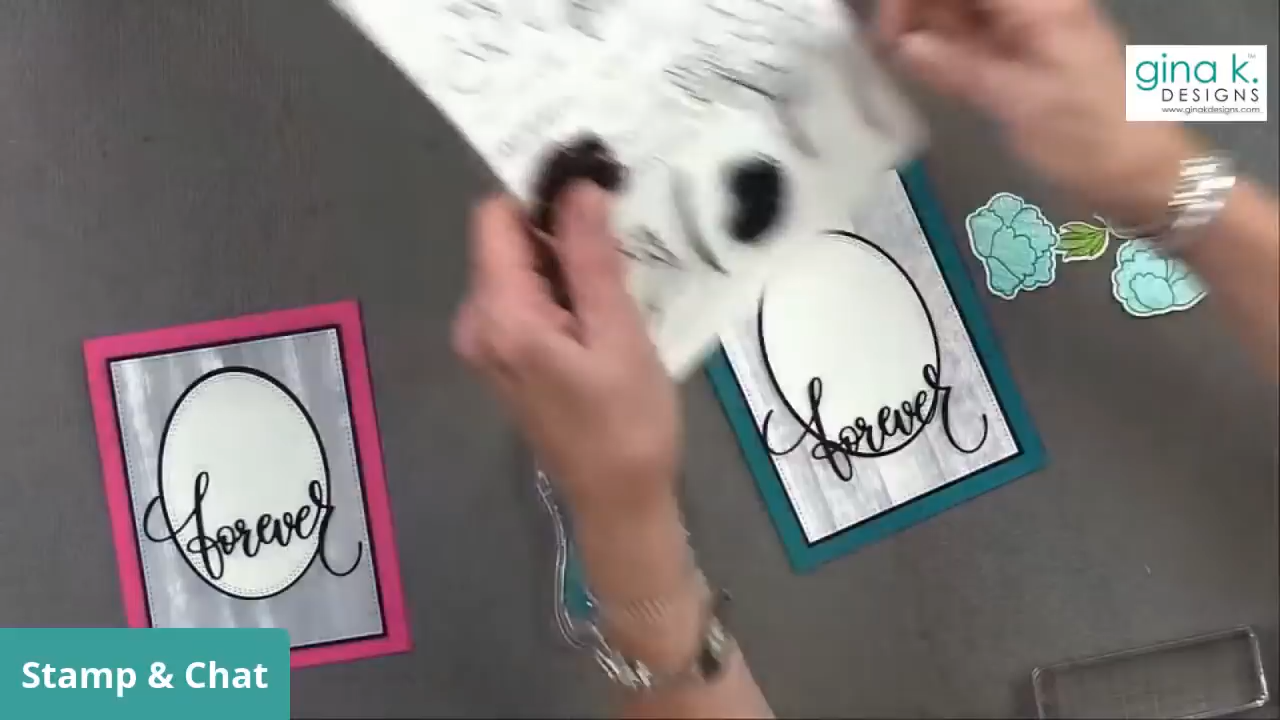 gina k.
DESIGNS
www.ginakdesigns.com
forever
forever
Stamp & Chat